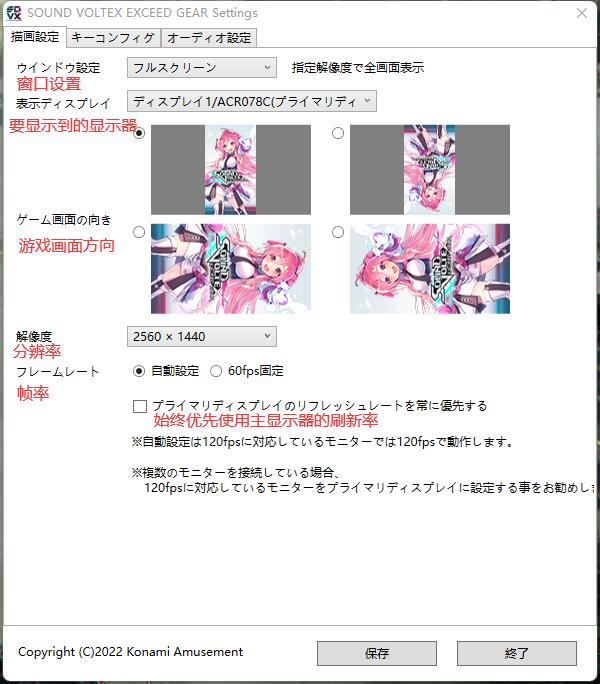 SOUND VOLTEX EXCEED GEAR Settings
描画設定 キーコンフィグ オーディオ設定
ウインドウ設定 フルスクリーン 指定解像度で全画面表示
窗口设置
表示ディスプレイ ディスプレイ1/ACR078C(プライマリディ
要显示到的显示器
ゲーム画面の向き
游戏画面方向
解像度 2560 × 1440
分辨率
フレームレート 自動設定 60fps固定
帧率
プライマリディスプレイのリフレッシュレートを常に優先する
始终优先使用主显示器的刷新率
※自動設定は120fpsに対応しているモニターでは120fpsで動作します。
※複数のモニターを接続している場合、
120fpsに対応しているモニターをプライマリディスプレイに設定する事をお勧めしま
Copyright (C)2022 Konami Amusement 保存 終了